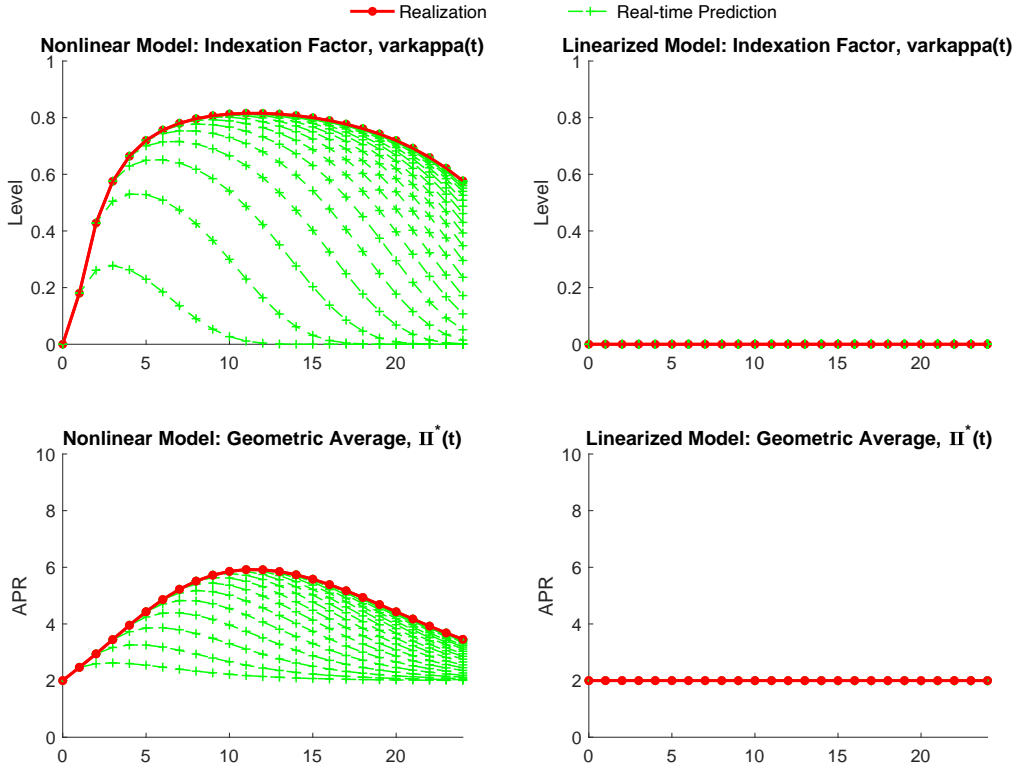 Realization
Real-time Prediction
Nonlinear Model: Indexation Factor, varkappa(t)
1
0.8
0.6
0.4
0.2
0
Level
0 5 10 15 20
Linearized Model: Indexation Factor, varkappa(t)
1
0.8
0.6
0.4
0.2
0
Level
0 5 10 15 20
Nonlinear Model: Geometric Average, Π*(t)
10
8
6
4
2
0
APR
0 5 10 15 20
Linearized Model: Geometric Average, Π*(t)
10
8
6
4
2
0
APR
0 5 10 15 20